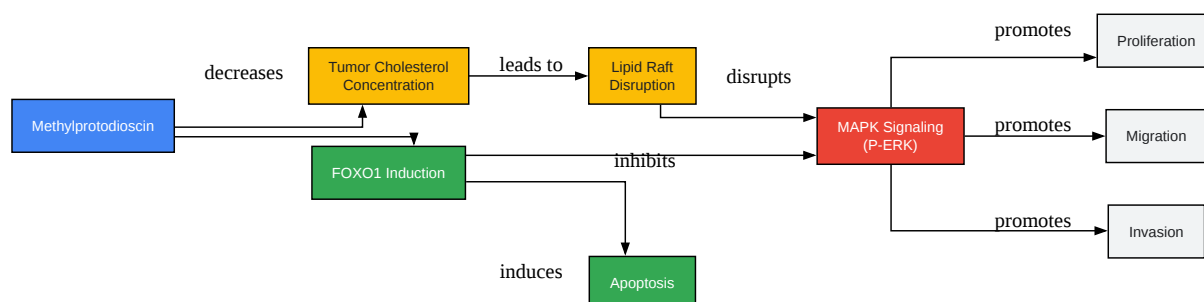 promotes
Proliferation
decreases
Tumor Cholesterol
Concentration
leads to
Lipid Raft
Disruption
disrupts
Methylprotodioscin
MAPK Signaling
(P-ERK)
promotes
Migration
FOXO1 Induction
inhibits
promotes
Invasion
induces
Apoptosis